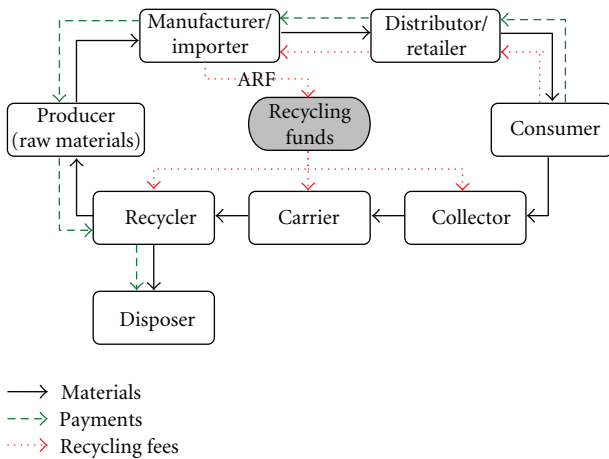 Manufacturer/
importer
Distributor/
retailer
ARF
Producer
(raw materials)
Recycling
funds
Consumer
Recycler
Carrier
Collector
Disposer
Materials
Payments
Recycling fees